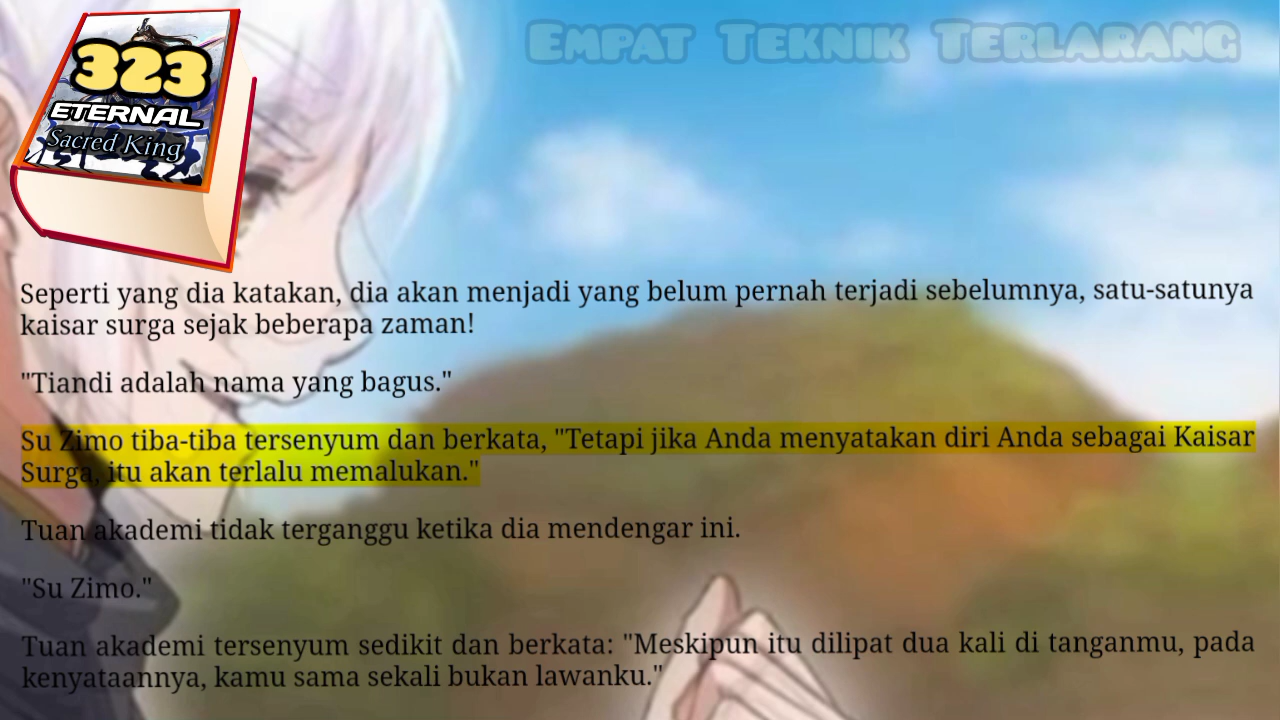 323
ETERNAL
Sacred King
EMPAT TEKNIK TERLARANG
Seperti yang dia katakan, dia akan menjadi yang belum pernah terjadi sebelumnya, satu-satunya
kaisar surga sejak beberapa zaman!
"Tiandi adalah nama yang bagus."
Su Zimo tiba-tiba tersenyum dan berkata, "Tetapi jika Anda menyatakan diri Anda sebagai Kaisar
Surga, itu akan terlalu memalukan."
Tuan akademi tidak terganggu ketika dia mendengar ini.
"Su Zimo."
Tuan akademi tersenyum sedikit dan berkata: "Meskipun itu dilipat dua kali di tanganmu, pada
kenyataannya, kamu sama sekali bukan lawanku."